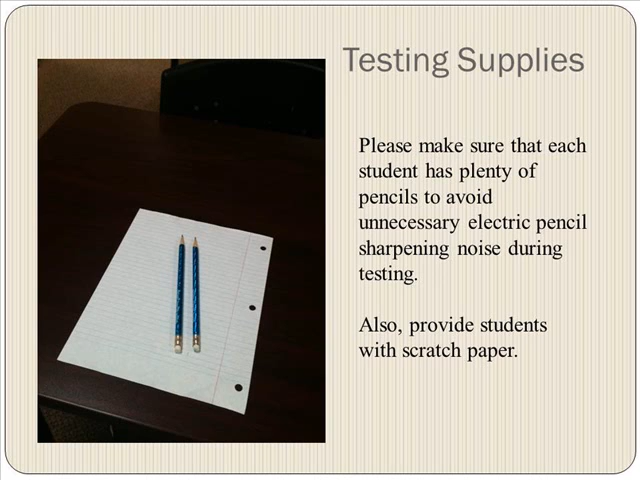 Testing Supplies
Please make sure that each
student has plenty of
pencils to avoid
unnecessary electric pencil
sharpening noise during
testing.
Also, provide students
with scratch paper.